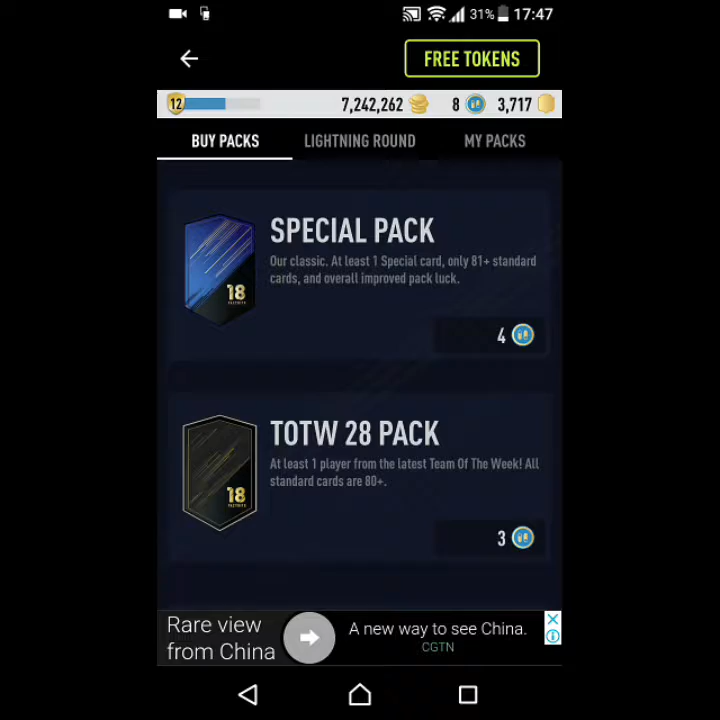 31% 17:47
FREE TOKENS
12 7,242,262 8 3,717
BUY PACKS LIGHTNING ROUND MY PACKS
SPECIAL PACK
Our classic. At least 1 Special card, only 81+ standard
cards, and overall improved pack luck.
18
4
TOTW 28 PACK
At least 1 player from the latest Team Of The Week! All
standard cards are 80+.
18
3
Rare view
from China
A new way to see China.
CGTN